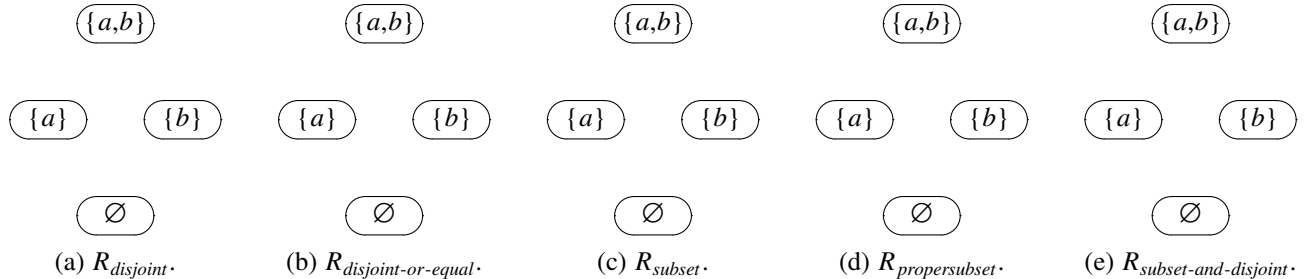 {a,b} {a,b} {a,b} {a,b} {a,b}
{a} {b} {a} {b} {a} {b} {a} {b} {a} {b}
∅ ∅ ∅ ∅ ∅
(a) R_disjoint. (b) R_disjoint-or-equal. (c) R_subset. (d) R_propersubset. (e) R_subset-and-disjoint.